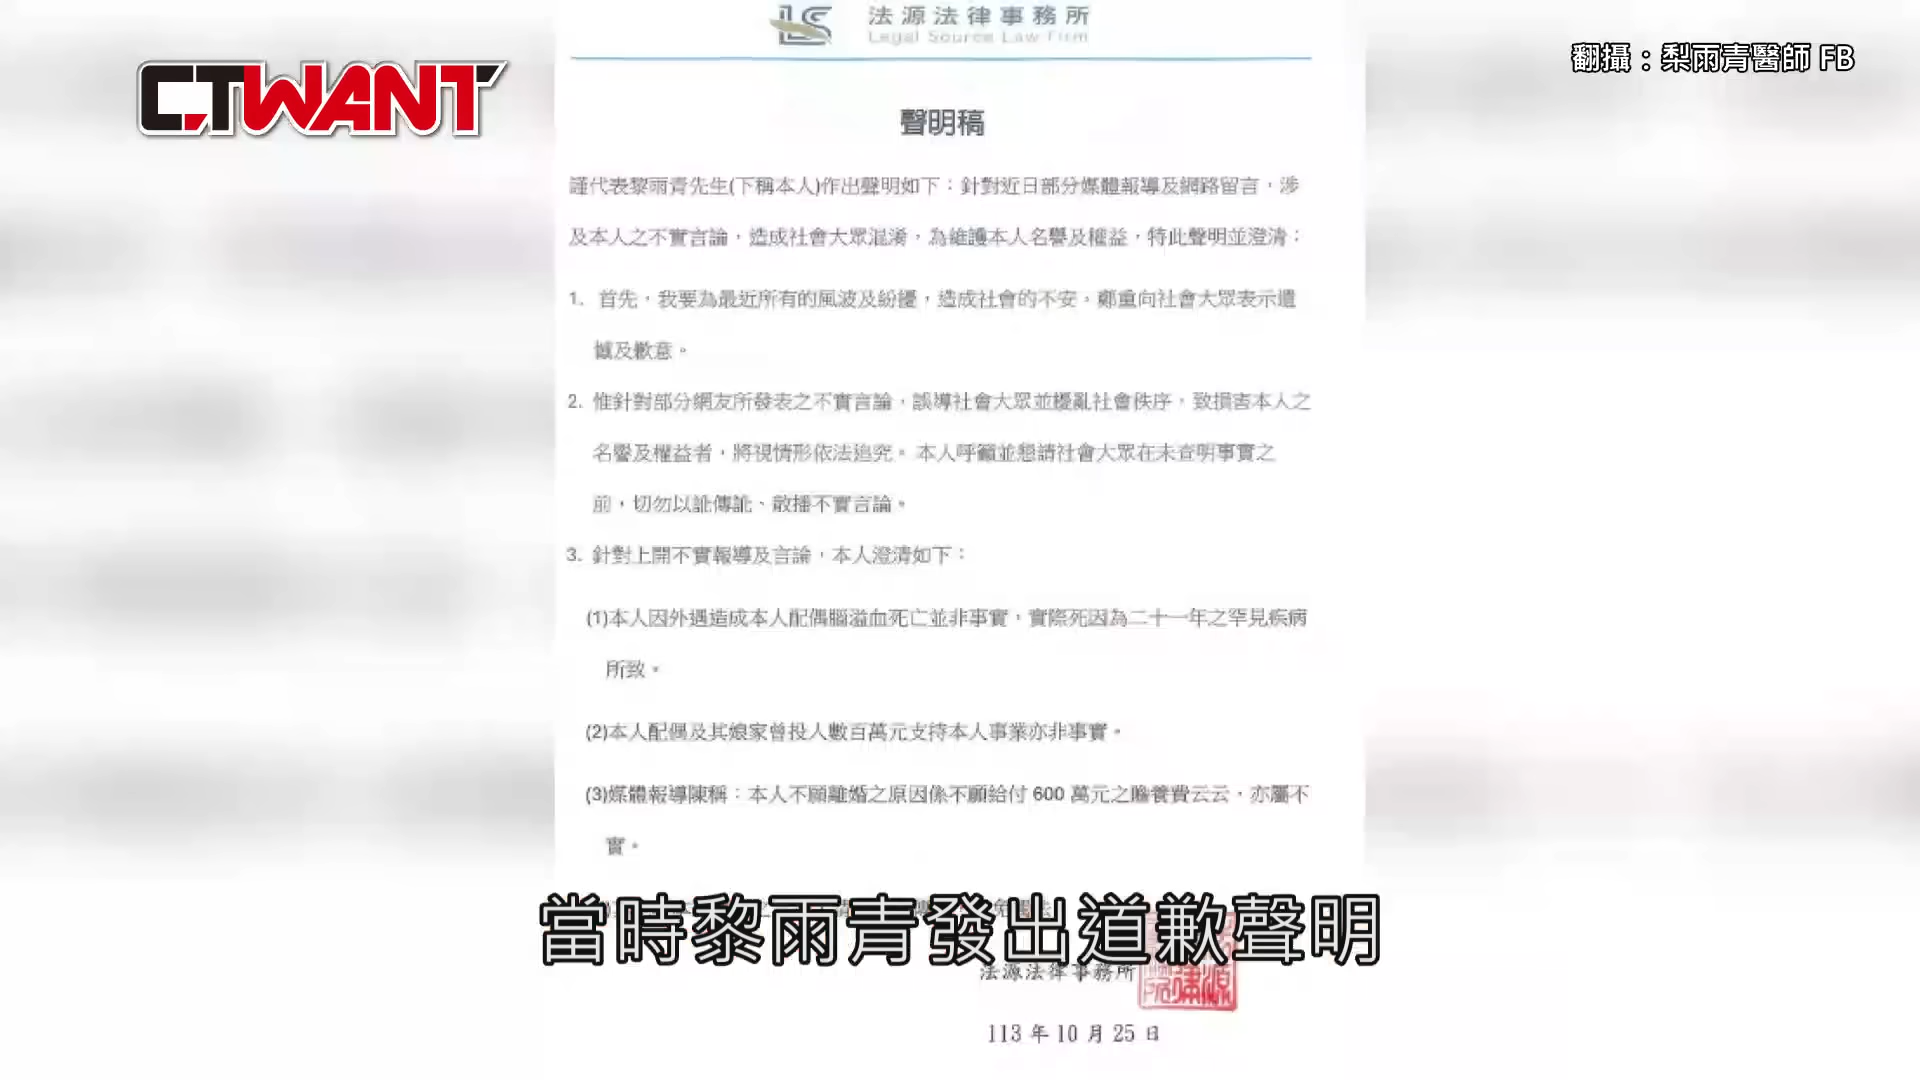 法源法律事務所
Legal Source Law Firm
CTWANT
翻攝：梨雨青醫師 FB
聲明稿
謹代表黎雨青先生(下稱本人)作出聲明如下：針對近日部分媒體報導及網路留言，涉
及本人之不實言論，造成社會大眾混淆，為維護本人名譽及權益，特此聲明並澄清：
1. 首先，我要為最近所有的風波及紛擾，造成社會的不安，鄭重向社會大眾表示遺
憾及歉意。
2. 惟針對部分網友所發表之不實言論，誤導社會大眾並擾亂社會秩序，致損害本人之
名譽及權益者，將視情形依法追究。本人呼籲並懇請社會大眾在未查明事實之
前，切勿以訛傳訛、散播不實言論。
3. 針對上開不實報導及言論，本人澄清如下：
(1)本人因外遇造成本人配偶腦溢血死亡並非事實，實際死因為二十一年之罕見疾病
所致。
(2)本人配偶及其娘家曾投入數百萬元支持本人事業亦非事實。
(3)媒體報導陳稱：本人不願離婚之原因係不願給付 600 萬元之贍養費云云，亦屬不
實。
當時黎雨青發出道歉聲明
法源法律事務所
113 年 10 月 25 日